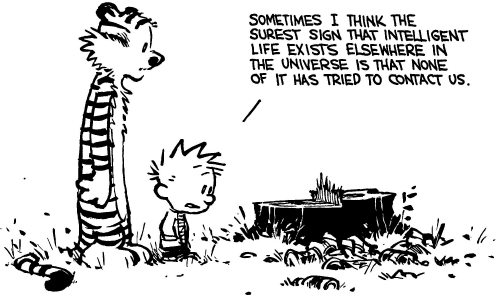 SOMETIMES I THINK THE
SUREST SIGN THAT INTELLIGENT
LIFE EXISTS ELSEWHERE IN
THE UNIVERSE IS THAT NONE
OF IT HAS TRIED TO CONTACT US.